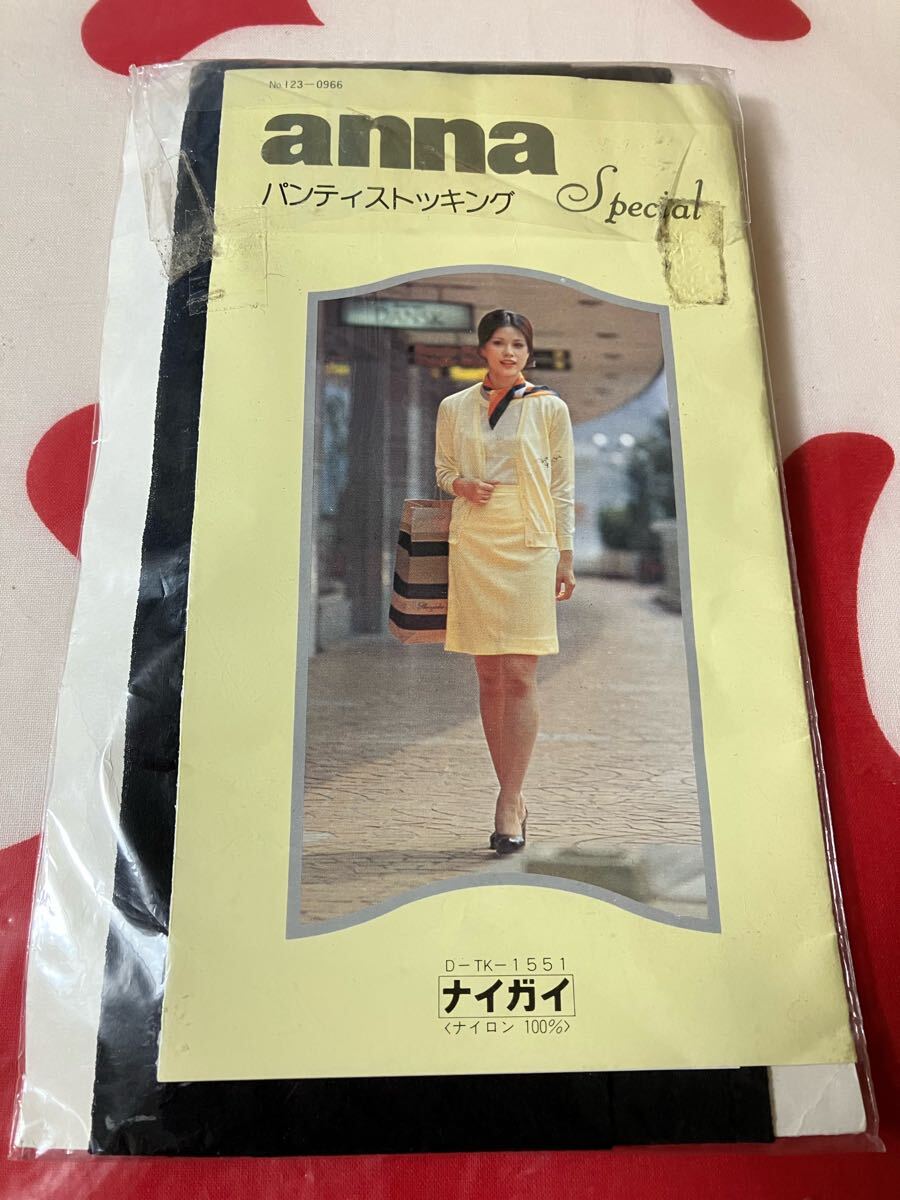 No.123-0966
anna
パンティストッキング Special
D-TK-1551
ナイガイ
〈ナイロン 100%〉